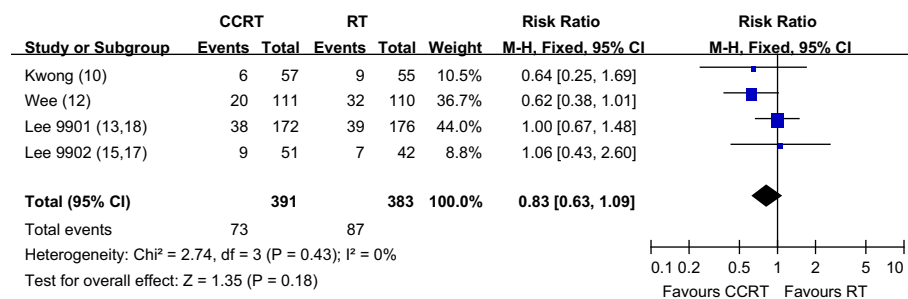 CCRT RT Risk Ratio Risk Ratio
Study or Subgroup Events Total Events Total Weight M-H, Fixed, 95% CI M-H, Fixed, 95% CI
Kwong (10) 6 57 9 55 10.5% 0.64 [0.25, 1.69]
Wee (12) 20 111 32 110 36.7% 0.62 [0.38, 1.01]
Lee 9901 (13,18) 38 172 39 176 44.0% 1.00 [0.67, 1.48]
Lee 9902 (15,17) 9 51 7 42 8.8% 1.06 [0.43, 2.60]
Total (95% CI) 391 383 100.0% 0.83 [0.63, 1.09]
Total events 73 87
Heterogeneity: Chi² = 2.74, df = 3 (P = 0.43); I² = 0%
Test for overall effect: Z = 1.35 (P = 0.18)
0.1 0.2 0.5 1 2 5 10
Favours CCRT Favours RT